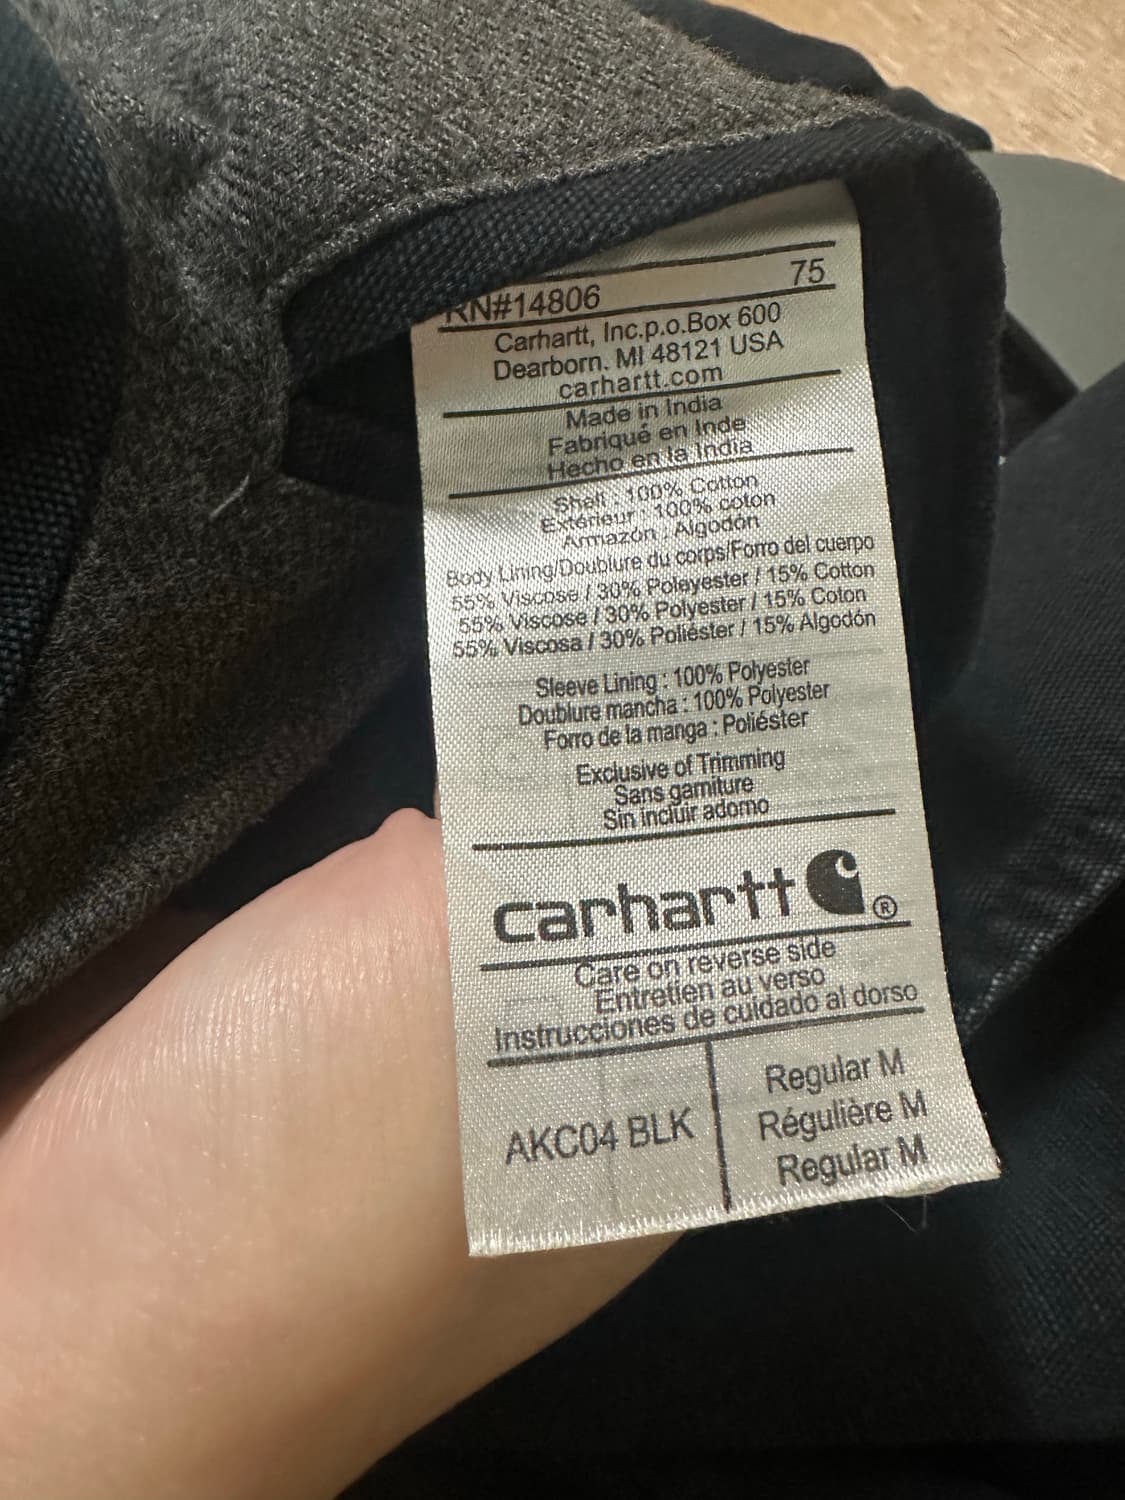 RN#14806 75
Carhartt, Inc.p.o.Box 600
Dearborn. MI 48121 USA
carhartt.com
Made in India
Fabriqué en Inde
Hecho en la India
Shell : 100% Cotton
Extérieur : 100% coton
Armazón : Algodón
Body Lining/Doublure du corps/Forro del cuerpo
55% Viscose / 30% Poleyester / 15% Cotton
55% Viscose / 30% Polyester / 15% Coton
55% Viscosa / 30% Poliéster / 15% Algodón
Sleeve Lining : 100% Polyester
Doublure mancha : 100% Polyester
Forro de la manga : Poliéster
Exclusive of Trimming
Sans garniture
Sin incluir adorno
carhartt ®
Care on reverse side
Entretien au verso
Instrucciones de cuidado al dorso
AKC04 BLK
Regular M
Régulière M
Regular M